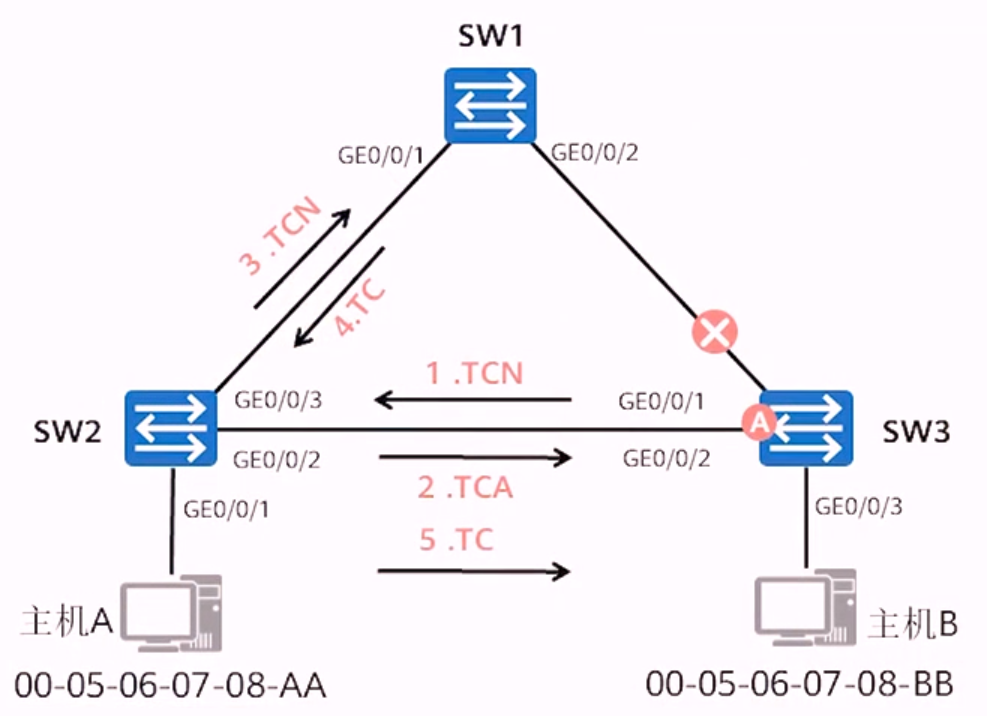 SW1
GE0/0/1
GE0/0/2
3 .TCN
4.TC
1 .TCN
GE0/0/3
GE0/0/1
SW2
A
SW3
GE0/0/2
GE0/0/2
2 .TCA
GE0/0/1
GE0/0/3
5 .TC
主机A
主机B
00-05-06-07-08-AA
00-05-06-07-08-BB